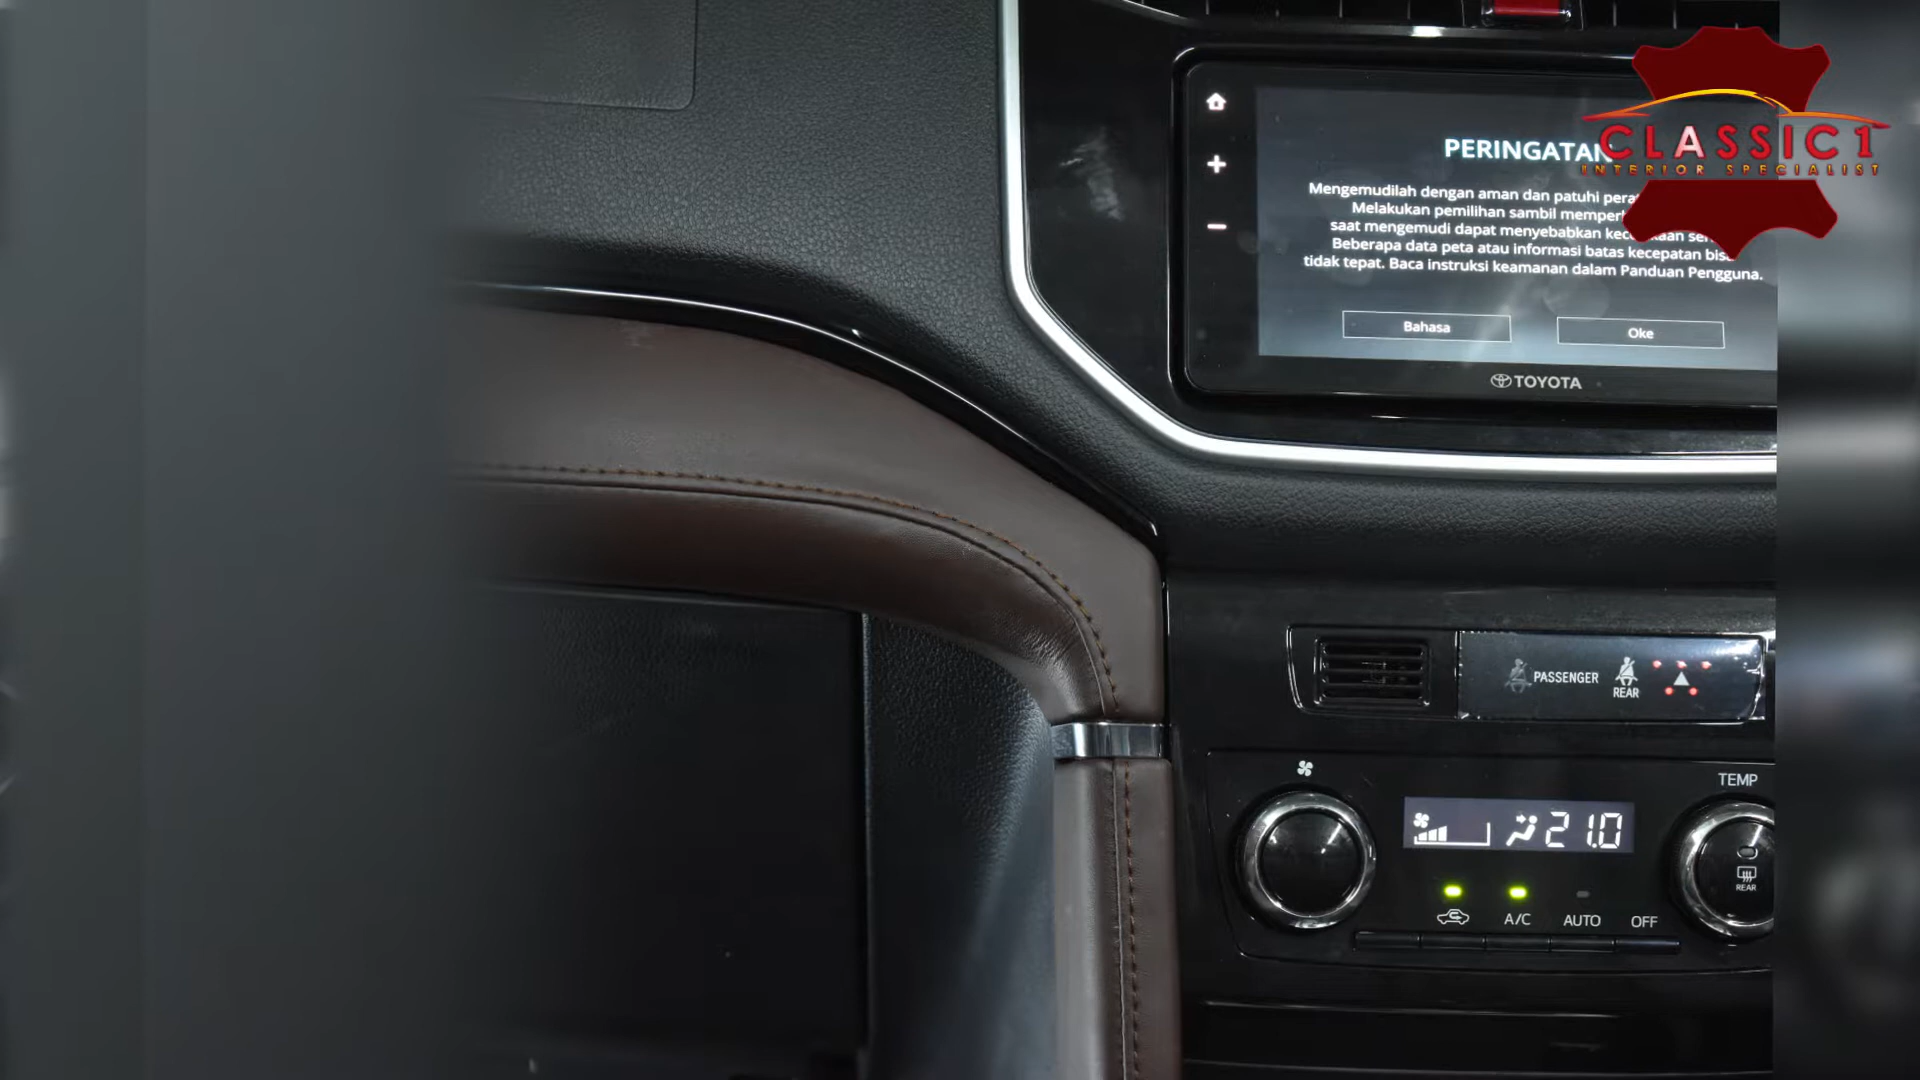 CLASSIC1
INTERIOR SPECIALIST
PERINGATAN
Mengemudilah dengan aman dan patuhi
Melakukan pemilihan sambil
saat mengemudi dapat menyebabkan
Beberapa data peta atau informasi batas kecepatan
tidak tepat. Baca instruksi keamanan dalam Panduan Pengguna.
Bahasa
Oke
TOYOTA
PASSENGER
REAR
TEMP
21.0
REAR
A/C AUTO OFF